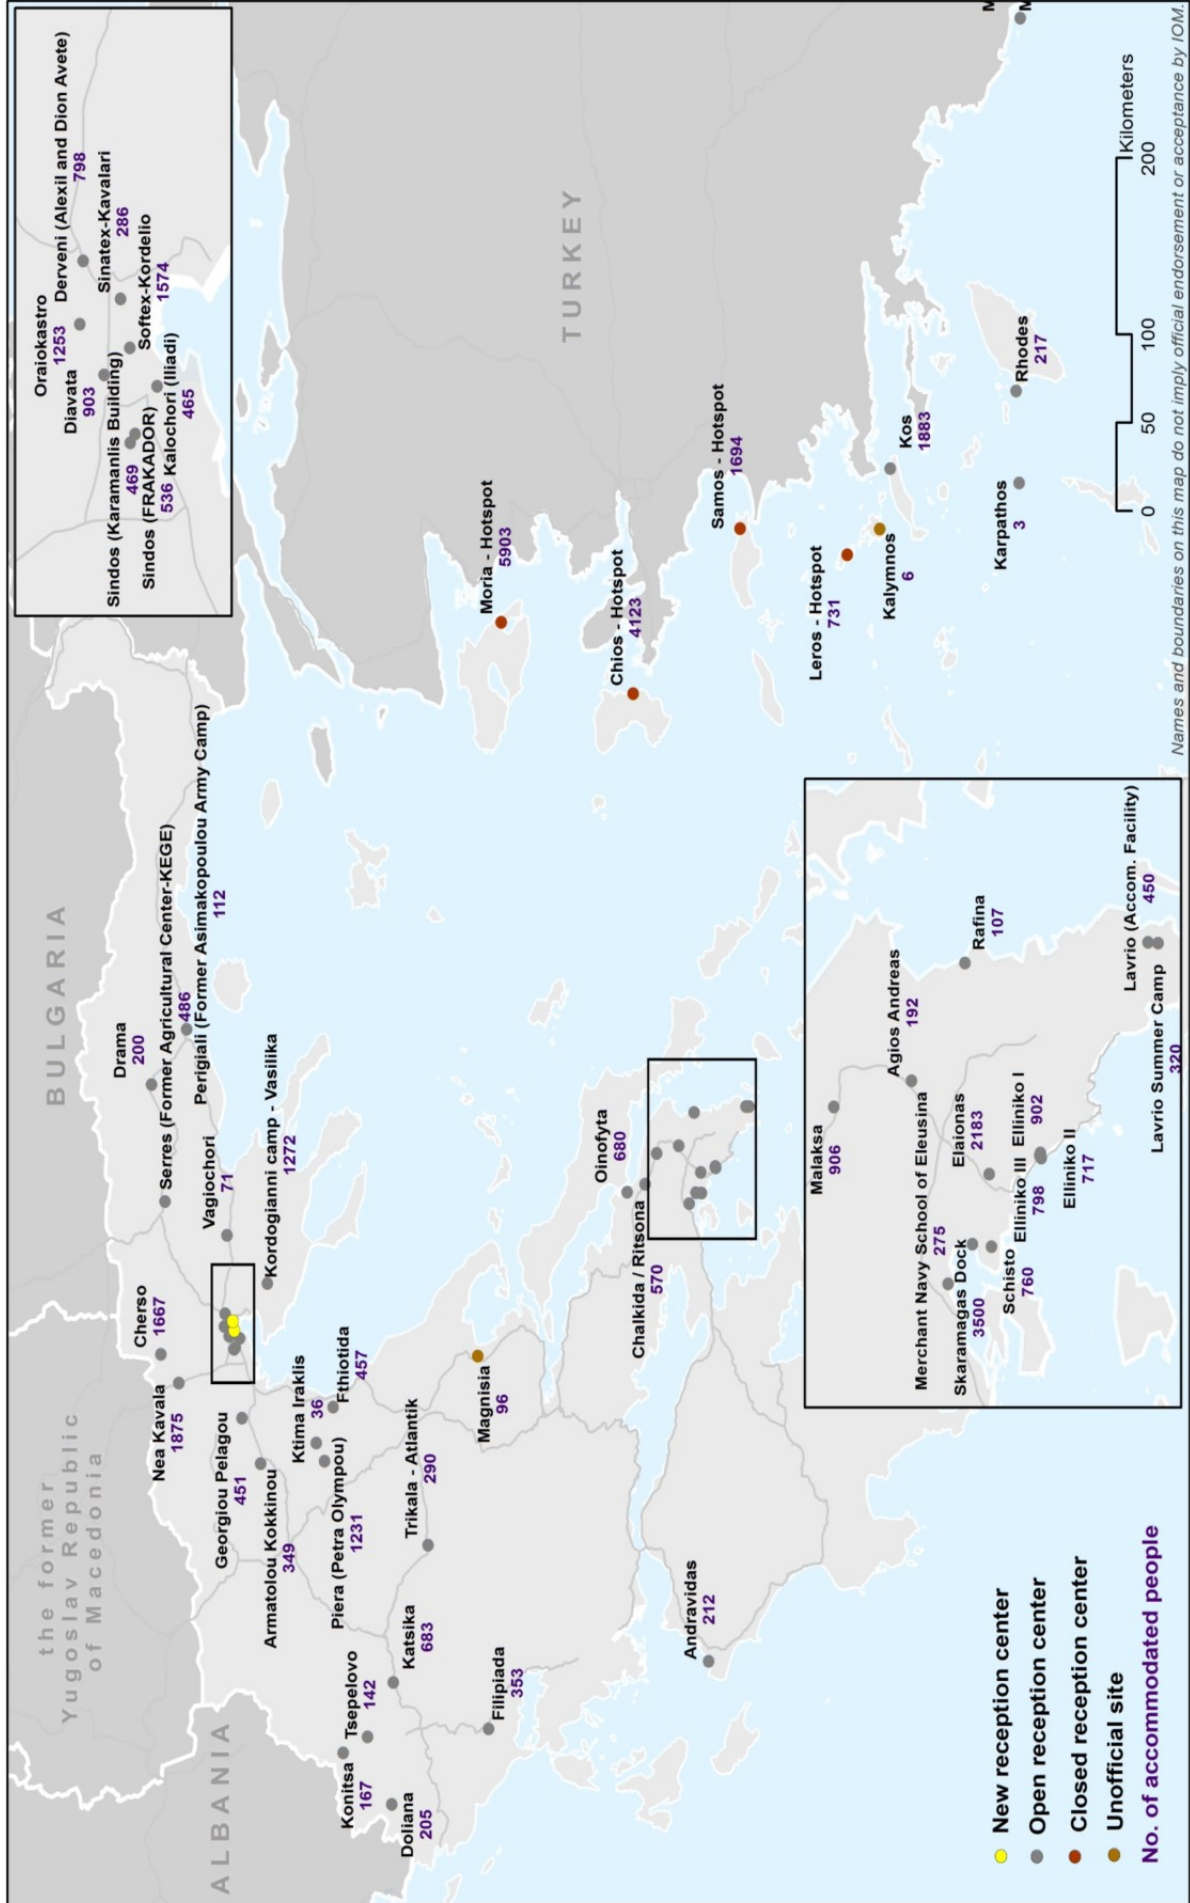 the former
Yugoslav Republic
of Macedonia
BULGARIA
ALBANIA
TURKEY
Oraiokastro
1253
Derveni (Alexil and Dion Avete)
798
Diavata
903
Sinatex-Kavalari
286
Softex-Kordelio
1574
Sindos (Karamanlis Building)
469
Sindos (FRAKADOR)
536
Kalochori (Iliadi)
465
Drama
200
Serres (Former Agricultural Center-KEGE)
486
Perigiali (Former Asimakopoulou Army Camp)
112
Cherso
1667
Nea Kavala
1875
Vagiochori
71
Kordogianni camp - Vasilika
1272
Georgiou Pelagou
451
Armatolou Kokkinou
349
Ktima Iraklis
36
Fthiotida
457
Piera (Petra Olympou)
1231
Trikala - Atlantik
290
Magnisia
96
Konitsa
167
Tsepelovo
142
Doliana
205
Katsika
683
Filipiada
353
Andravidas
212
Oinofyta
680
Chalkida / Ritsona
570
Moria - Hotspot
5903
Chios - Hotspot
4123
Samos - Hotspot
1694
Leros - Hotspot
731
Kalymnos
6
Kos
1883
Karpathos
3
Rhodes
217
M
M
Malaksa
906
Agios Andreas
192
Rafina
107
Merchant Navy School of Eleusina
275
Skaramagas Dock
3500
Elaionas
2183
Schisto
760
Elliniko III
798
Elliniko I
902
Elliniko II
717
Lavrio (Accom. Facility)
450
Lavrio Summer Camp
320
New reception center
Open reception center
Closed reception center
Unofficial site
No. of accommodated people
0 50 100 200
Kilometers
Names and boundaries on this map do not imply official endorsement or acceptance by IOM.